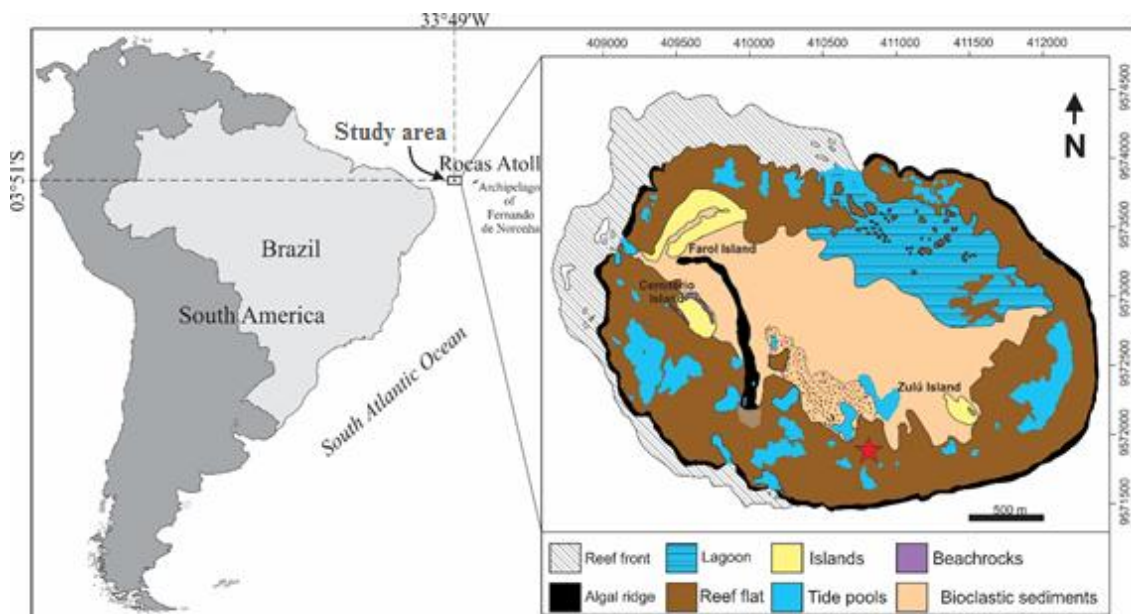 33°49'W
409000 409500 410000 410500 411000 411500 412000
03°51'S
Study area
Rocas Atoll
Archipelago
of
Fernando
de Noronha
Brazil
South America
South Atlantic Ocean
N
9574500
9574000
9573500
9573000
9572500
9572000
9571500
Farol Island
Cemitério
Island
Zulú Island
500 m
Reef front
Lagoon
Islands
Beachrocks
Algal ridge
Reef flat
Tide pools
Bioclastic sediments